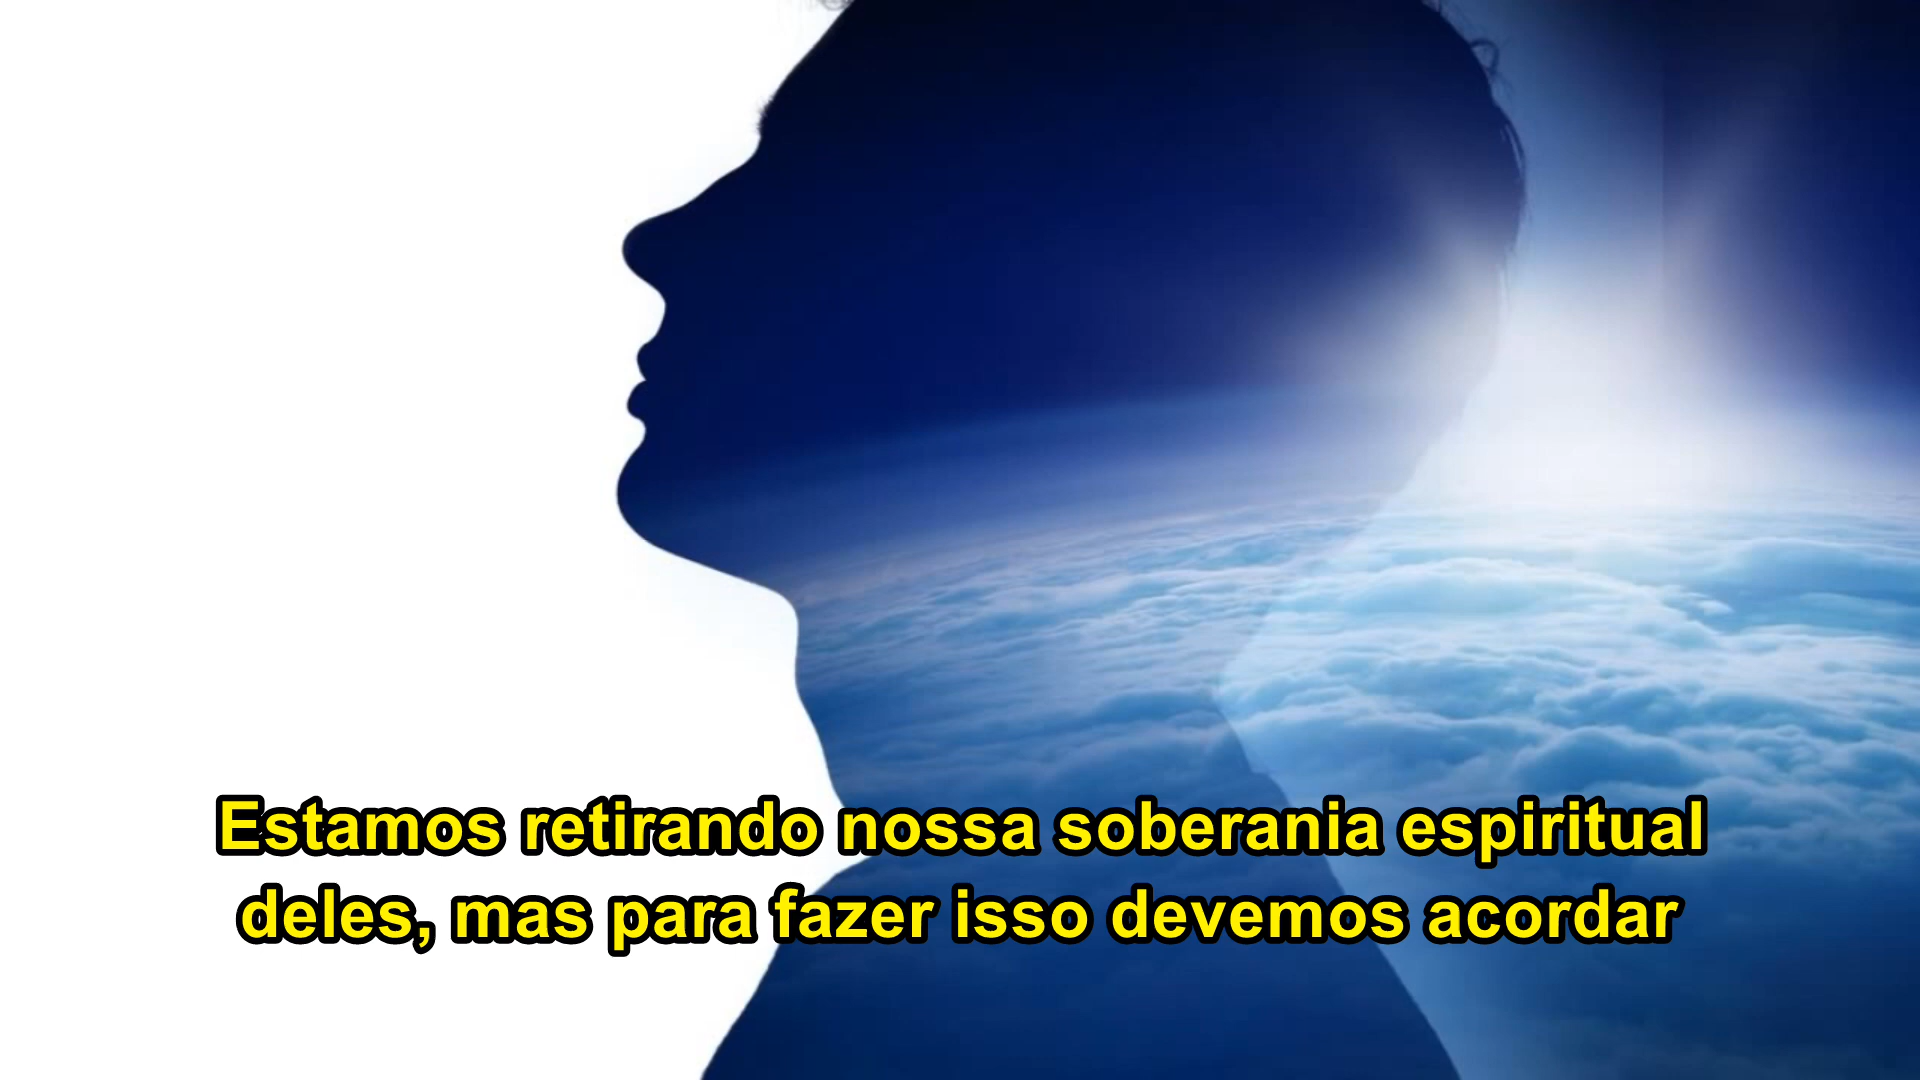 Estamos retirando nossa soberania espiritual
deles, mas para fazer isso devemos acordar